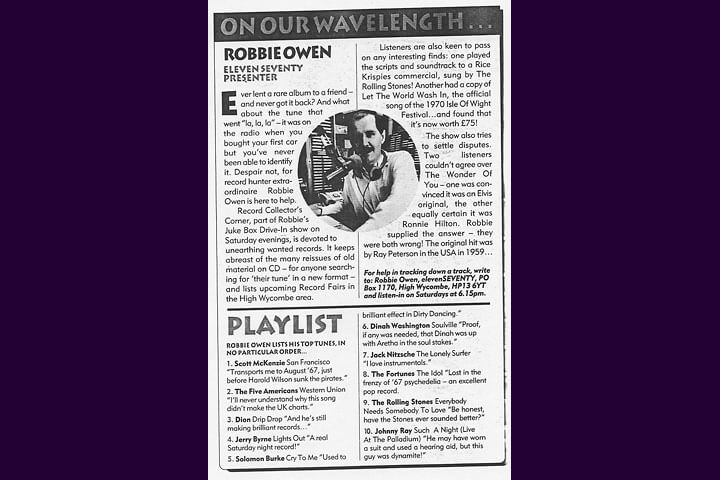 ON OUR WAVELENGTH...
ROBBIE OWEN
ELEVEN SEVENTY
PRESENTER
Ever lent a rare album to a friend –
and never got it back? And what
about the tune that
went "la, la, la" – it was on
the radio when you
bought your first car
but you've never
been able to identify
it. Despair not, for
record hunter extra-
ordinaire Robbie
Owen is here to help.
Record Collector's
Corner, part of Robbie's
Juke Box Drive-In show on
Saturday evenings, is devoted to
unearthing wanted records. It keeps
abreast of the many reissues of old
material on CD – for anyone search-
ing for 'their tune' in a new format –
and lists upcoming Record Fairs in
the High Wycombe area.
Listeners are also keen to pass
on any interesting finds: one played
the scripts and soundtrack to a Rice
Krispies commercial, sung by The
Rolling Stones! Another had a copy of
Let The World Wash In, the official
song of the 1970 Isle Of Wight
Festival...and found that
it's now worth £75!
The show also tries
to settle disputes.
Two listeners
couldn't agree over
The Wonder Of
You – one was con-
vinced it was an Elvis
original, the other
equally certain it was
Ronnie Hilton. Robbie
supplied the answer – they
were both wrong! The original hit was
by Ray Peterson in the USA in 1959...
For help in tracking down a track, write
to: Robbie Owen, elevenSEVENTY, PO
Box 1170, High Wycombe, HP13 6YT
and listen-in on Saturdays at 6.15pm.
PLAYLIST
ROBBIE OWEN LISTS HIS TOP TUNES, IN
NO PARTICULAR ORDER...
1. Scott McKenzie San Francisco
"Transports me to August '67, just
before Harold Wilson sunk the pirates."
2. The Five Americans Western Union
"I'll never understand why this song
didn't make the UK charts."
3. Dion Drip Drop "And he's still
making brilliant records..."
4. Jerry Byrne Lights Out "A real
Saturday night record!"
5. Solomon Burke Cry To Me "Used to
brilliant effect in Dirty Dancing."
6. Dinah Washington Soulville "Proof,
if any was needed, that Dinah was up
with Aretha in the soul stakes."
7. Jack Nitzsche The Lonely Surfer
"I love instrumentals."
8. The Fortunes The Idol "Lost in the
frenzy of '67 psychedelia – an excellent
pop record.
9. The Rolling Stones Everybody
Needs Somebody To Love "Be honest,
have the Stones ever sounded better?"
10. Johnny Ray Such A Night (Live
At The Palladium) "He may have worn
a suit and used a hearing aid, but this
guy was dynamite!"